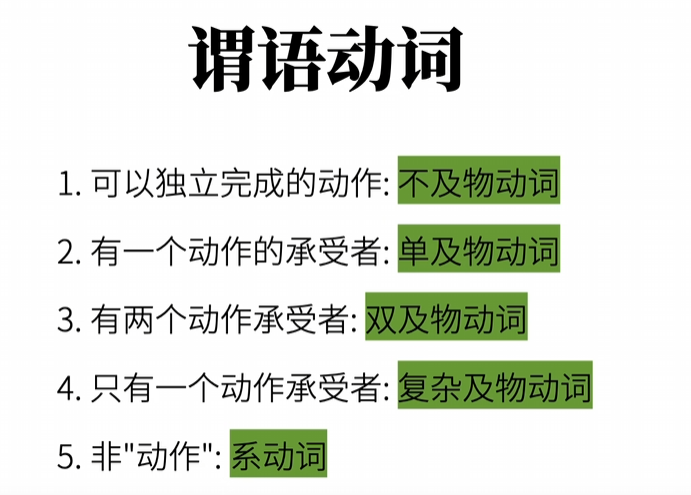 谓语动词
1. 可以独立完成的动作: 不及物动词
2. 有一个动作的承受者: 单及物动词
3. 有两个动作承受者: 双及物动词
4. 只有一个动作承受者: 复杂及物动词
5. 非"动作": 系动词